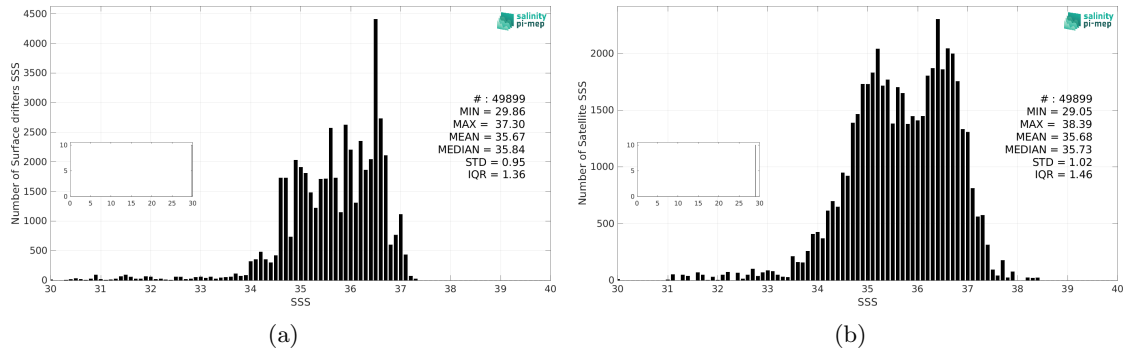 4500
4000
3500
3000
2500
2000
1500
1000
500
0
Number of Surface drifters SSS
salinity
pi-mep
# : 49899
MIN = 29.86
MAX = 37.30
MEAN = 35.67
MEDIAN = 35.84
STD = 0.95
IQR = 1.36
10
5
0
0 5 10 15 20 25 30
30 31 32 33 34 35 36 37 38 39 40
SSS
(a)
2000
1500
1000
500
0
Number of Satellite SSS
salinity
pi-mep
# : 49899
MIN = 29.05
MAX = 38.39
MEAN = 35.68
MEDIAN = 35.73
STD = 1.02
IQR = 1.46
10
5
0
0 5 10 15 20 25 30
30 31 32 33 34 35 36 37 38 39 40
SSS
(b)